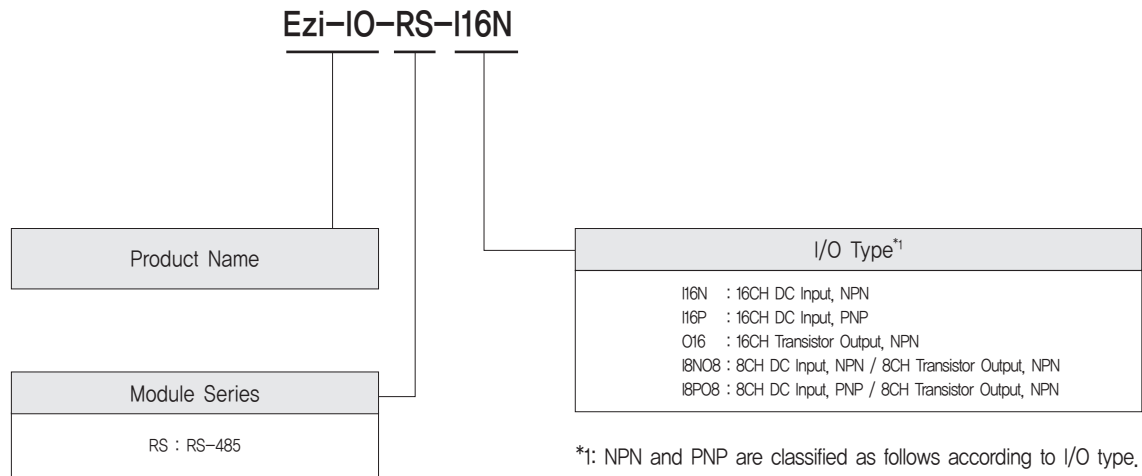 Ezi-IO-RS-I16N
Product Name
Module Series
RS : RS-485
I/O Type*1
I16N : 16CH DC Input, NPN
I16P : 16CH DC Input, PNP
O16 : 16CH Transistor Output, NPN
I8NO8 : 8CH DC Input, NPN / 8CH Transistor Output, NPN
I8PO8 : 8CH DC Input, PNP / 8CH Transistor Output, NPN
*1: NPN and PNP are classified as follows according to I/O type.